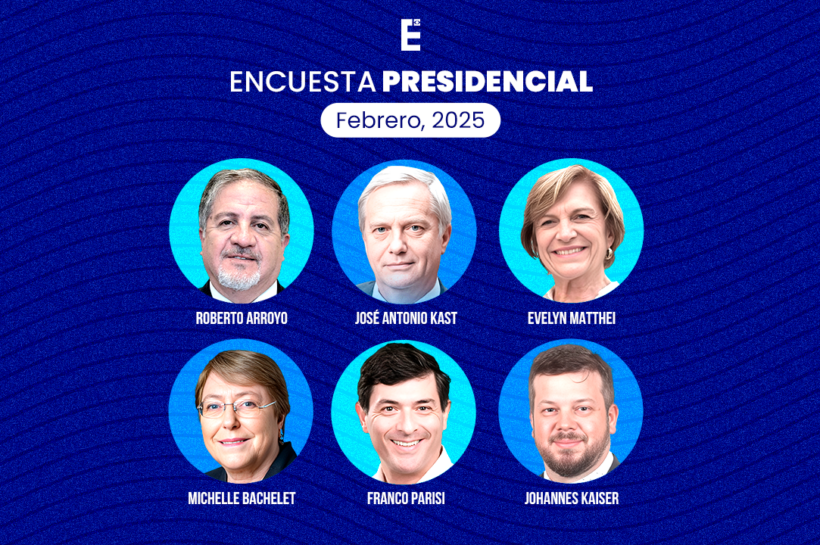 E
ENCUESTA PRESIDENCIAL
Febrero, 2025
ROBERTO ARROYO
JOSÉ ANTONIO KAST
EVELYN MATTHEI
MICHELLE BACHELET
FRANCO PARISI
JOHANNES KAISER